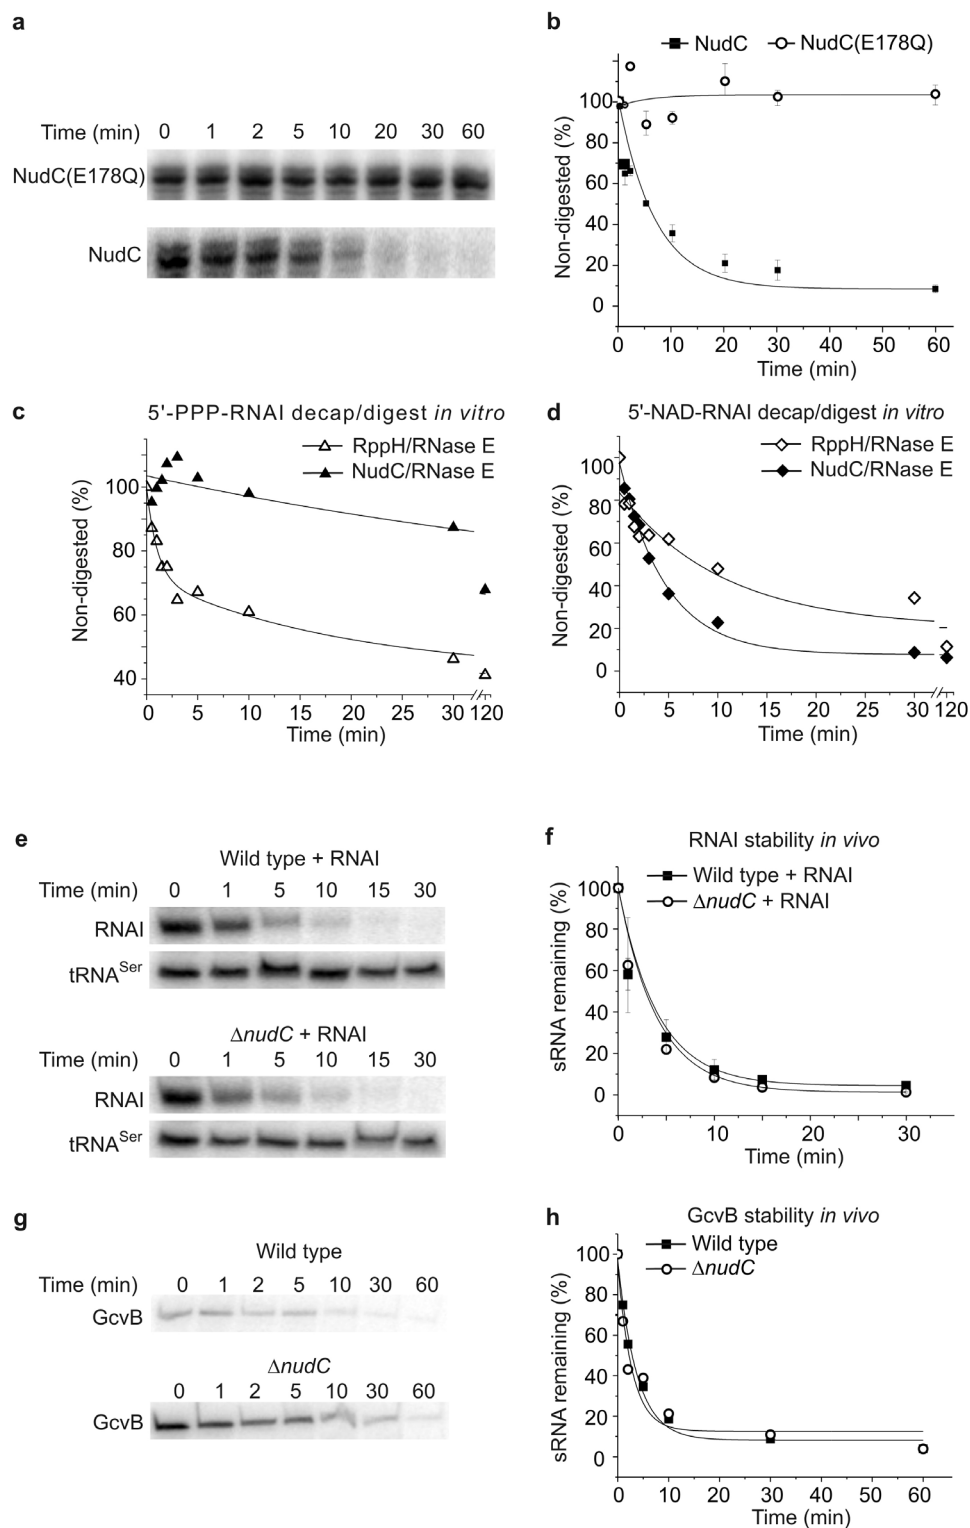 a
Time (min) 0 1 2 5 10 20 30 60
NudC(E178Q)
NudC
b
NudC NudC(E178Q)
100
80
60
40
20
0
Non-digested (%)
0 10 20 30 40 50 60
Time (min)
c
5'-PPP-RNAI decap/digest in vitro
RppH/RNase E
NudC/RNase E
100
80
60
40
Non-digested (%)
0 5 10 15 20 25 30 120
Time (min)
d
5'-NAD-RNAI decap/digest in vitro
RppH/RNase E
NudC/RNase E
100
80
60
40
20
0
Non-digested (%)
0 5 10 15 20 25 30 120
Time (min)
e
Wild type + RNAI
Time (min) 0 1 5 10 15 30
RNAI
tRNASer
ΔnudC + RNAI
Time (min) 0 1 5 10 15 30
RNAI
tRNASer
f
RNAI stability in vivo
Wild type + RNAI
ΔnudC + RNAI
100
80
60
40
20
0
sRNA remaining (%)
0 10 20 30
Time (min)
g
Wild type
Time (min) 0 1 2 5 10 30 60
GcvB
ΔnudC
0 1 2 5 10 30 60
GcvB
h
GcvB stability in vivo
Wild type
ΔnudC
100
80
60
40
20
0
sRNA remaining (%)
0 10 20 30 40 50 60
Time (min)